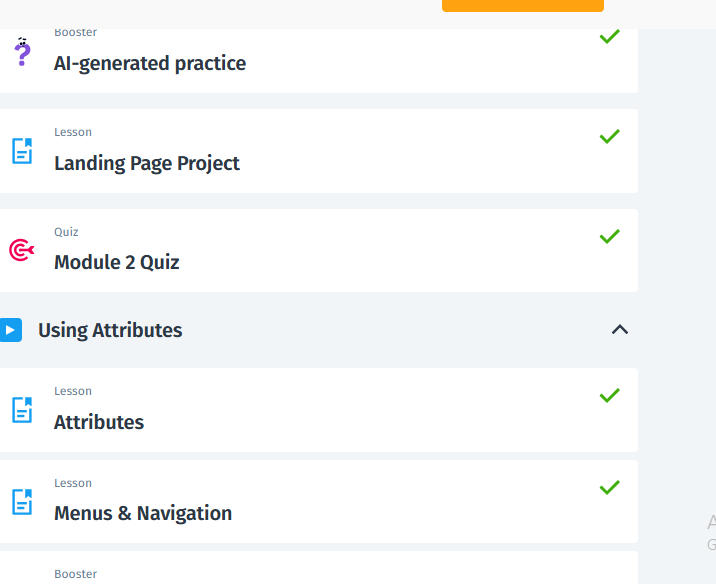 Booster
AI-generated practice
Lesson
Landing Page Project
Quiz
Module 2 Quiz
Using Attributes
Lesson
Attributes
Lesson
Menus & Navigation
Booster